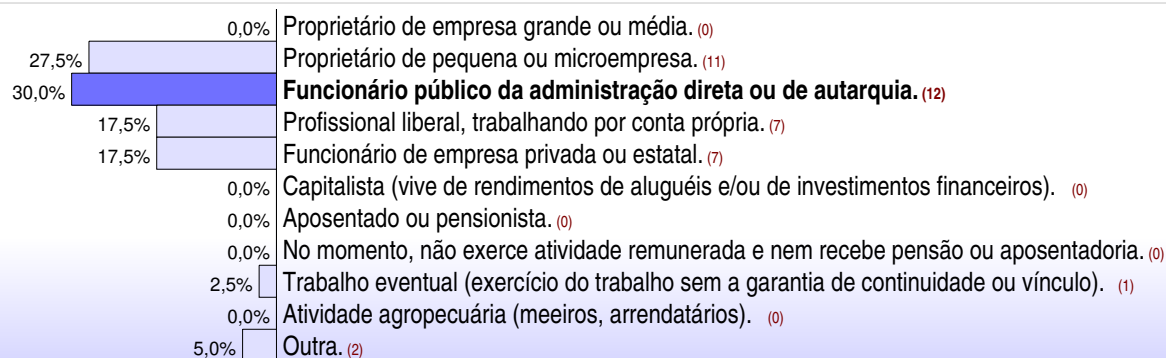 0,0% Proprietário de empresa grande ou média. (0)
27,5% Proprietário de pequena ou microempresa. (11)
30,0% Funcionário público da administração direta ou de autarquia. (12)
17,5% Profissional liberal, trabalhando por conta própria. (7)
17,5% Funcionário de empresa privada ou estatal. (7)
0,0% Capitalista (vive de rendimentos de aluguéis e/ou de investimentos financeiros). (0)
0,0% Aposentado ou pensionista. (0)
0,0% No momento, não exerce atividade remunerada e nem recebe pensão ou aposentadoria. (0)
2,5% Trabalho eventual (exercício do trabalho sem a garantia de continuidade ou vínculo). (1)
0,0% Atividade agropecuária (meeiros, arrendatários). (0)
5,0% Outra. (2)